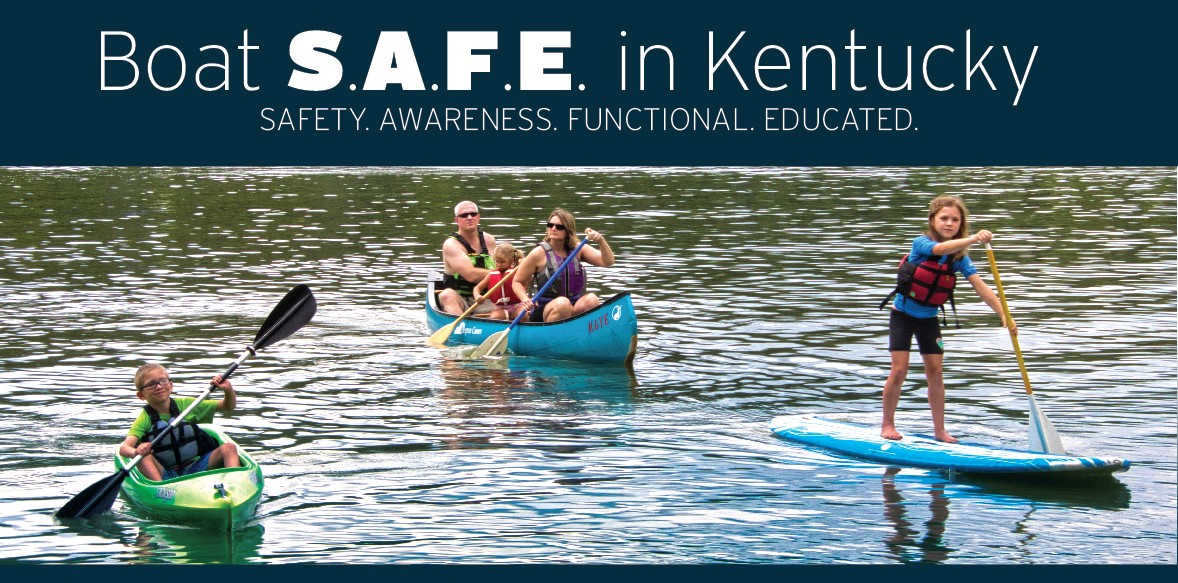 Boat S.A.F.E. in Kentucky
SAFETY. AWARENESS. FUNCTIONAL. EDUCATED.